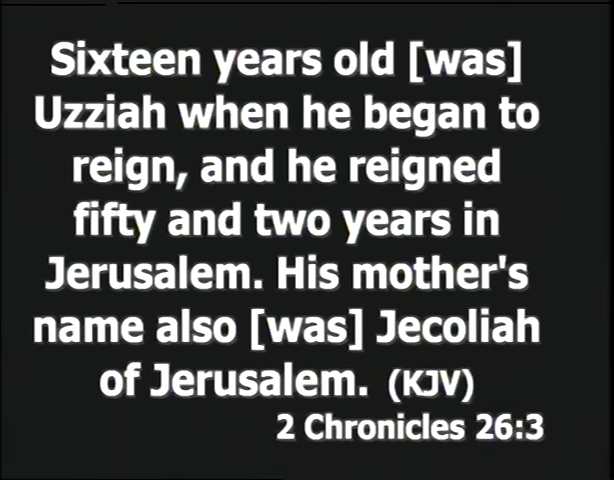 Sixteen years old [was]
Uzziah when he began to
reign, and he reigned
fifty and two years in
Jerusalem. His mother's
name also [was] Jecoliah
of Jerusalem. (KJV)
2 Chronicles 26:3